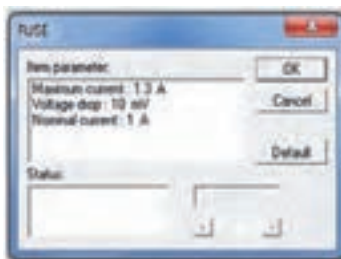 FUSE
Item parameter:
Maximum current : 1.3 A
Voltage drop : 10 mV
Nominal current : 1 A
OK
Cancel
Default
Status: